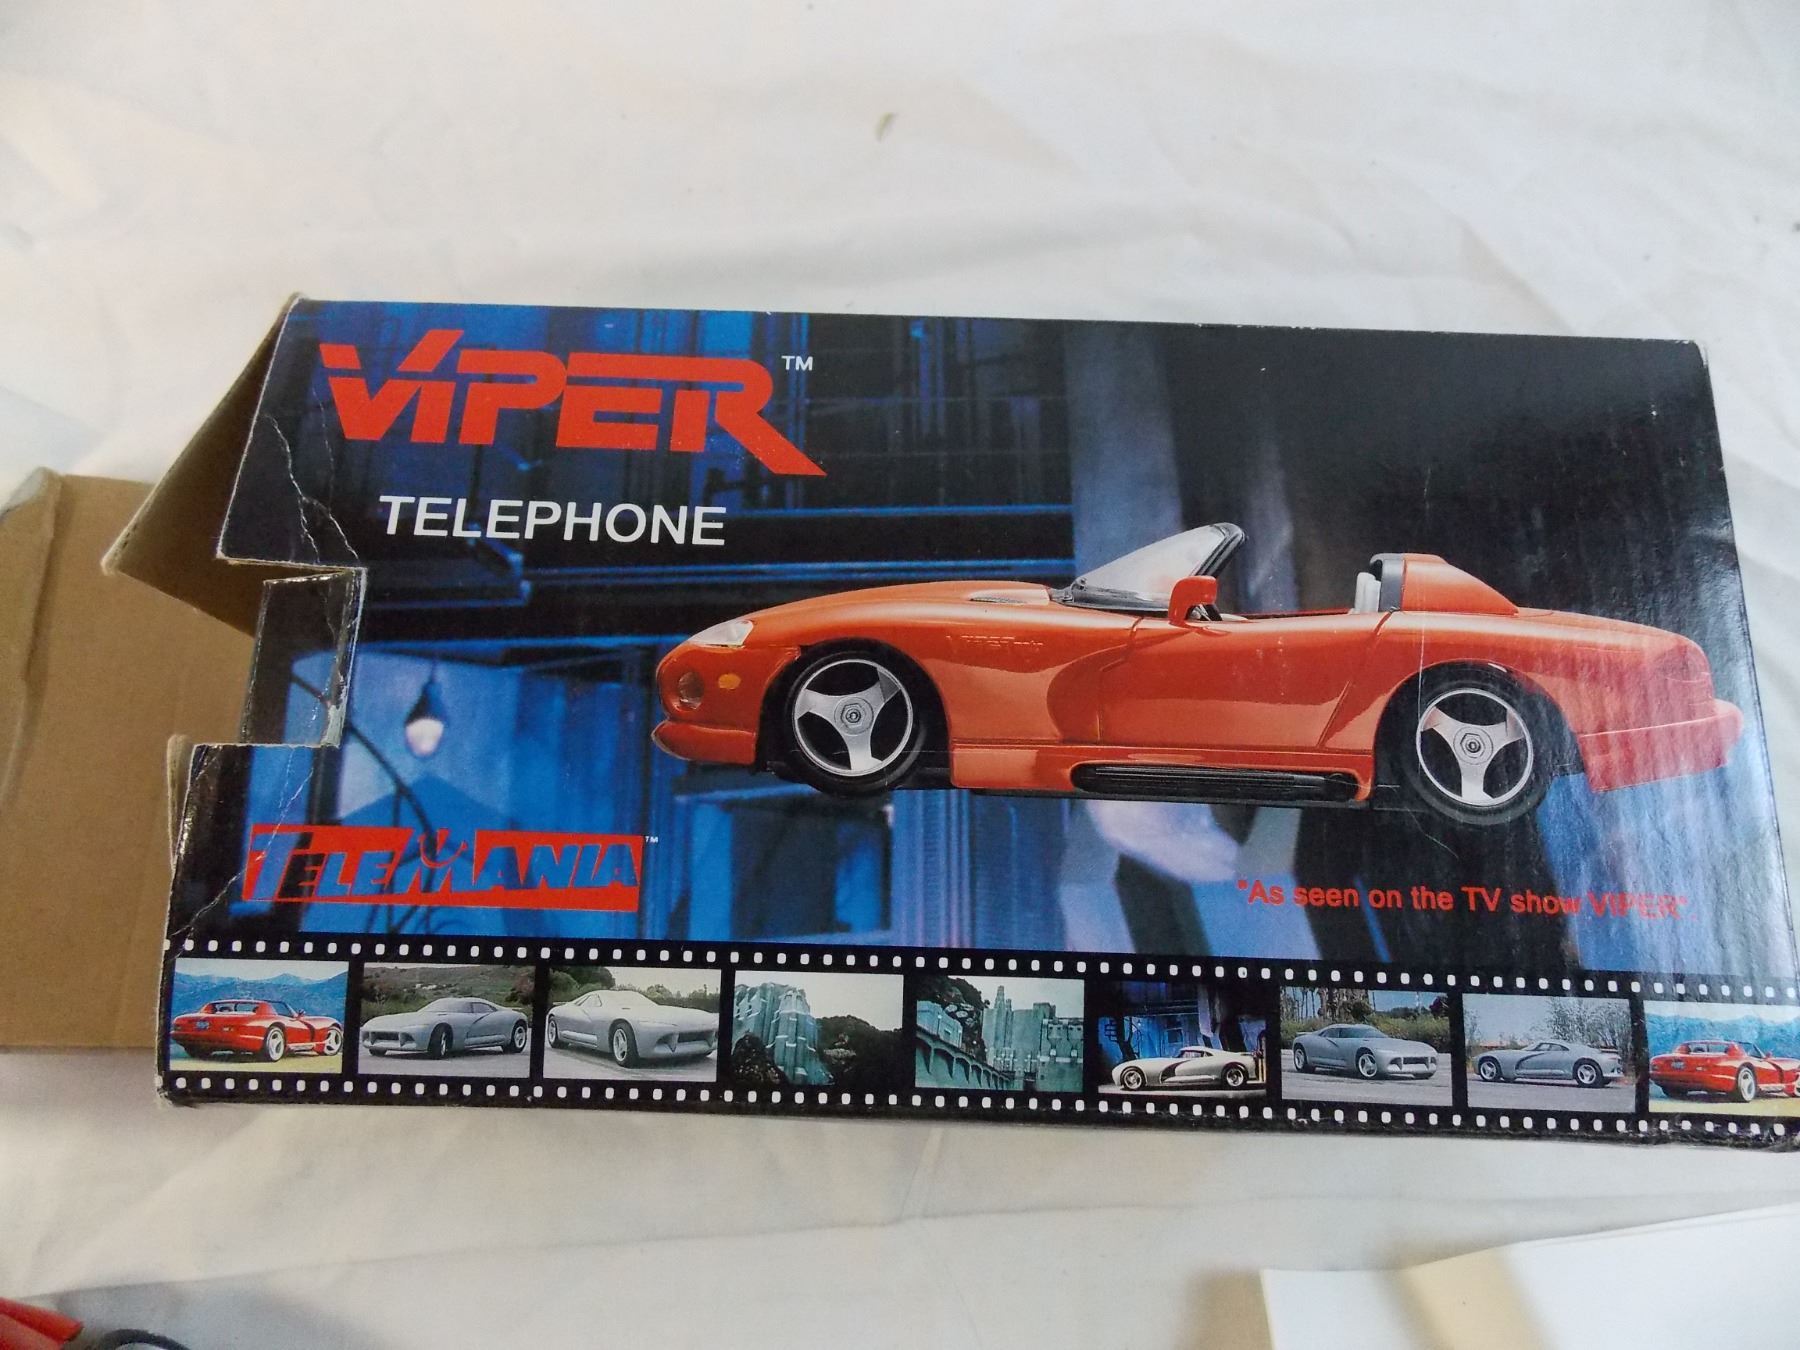 VIPER™
TELEPHONE
TELEMANIA™
"As seen on the TV show VIPER".